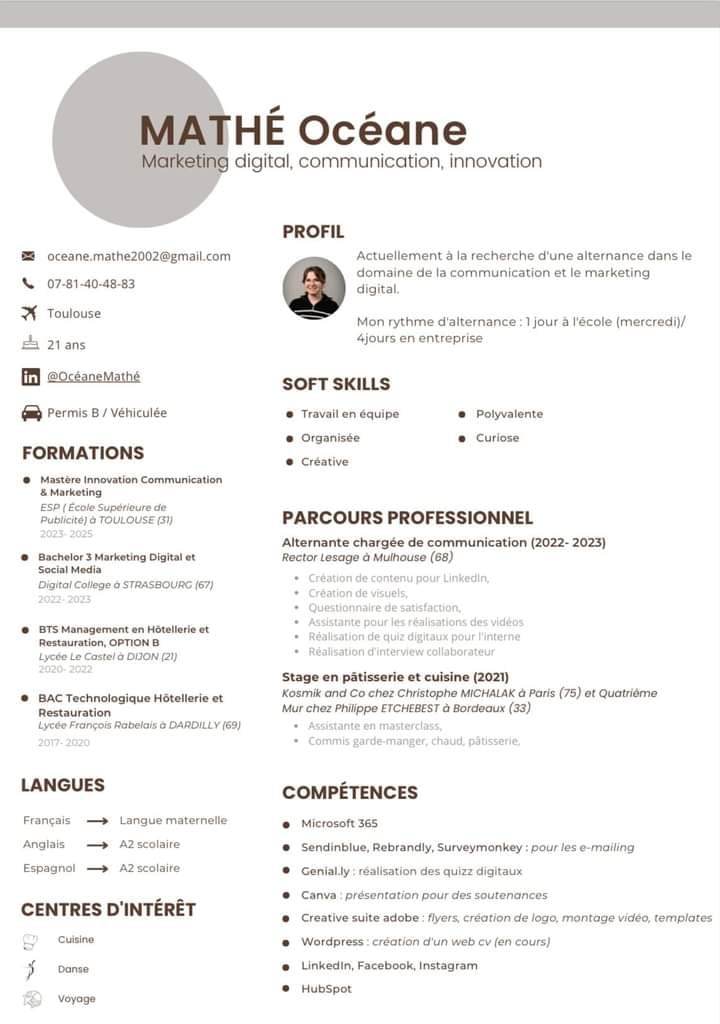 MATHÉ Océane
Marketing digital, communication, innovation
oceane.mathe2002@gmail.com
07-81-40-48-83
Toulouse
21 ans
in @OcéaneMathé
Permis B / Véhiculée
FORMATIONS
Mastère Innovation Communication
& Marketing
ESP ( École Supérieure de
Publicité) à TOULOUSE (31)
2023- 2025
Bachelor 3 Marketing Digital et
Social Media
Digital College à STRASBOURG (67)
2022- 2023
BTS Management en Hôtellerie et
Restauration, OPTION B
Lycée Le Castel à DIJON (21)
2020- 2022
BAC Technologique Hôtellerie et
Restauration
Lycée François Rabelais à DARDILLY (69)
2017- 2020
LANGUES
Français → Langue maternelle
Anglais → A2 scolaire
Espagnol → A2 scolaire
CENTRES D'INTÉRÊT
Cuisine
Danse
Voyage
PROFIL
Actuellement à la recherche d'une alternance dans le
domaine de la communication et le marketing
digital.
Mon rythme d'alternance : 1 jour à l'école (mercredi)/
4jours en entreprise
SOFT SKILLS
Travail en équipe
Organisée
Créative
Polyvalente
Curiose
PARCOURS PROFESSIONNEL
Alternante chargée de communication (2022- 2023)
Rector Lesage à Mulhouse (68)
Création de contenu pour LinkedIn,
Création de visuels,
Questionnaire de satisfaction,
Assistante pour les réalisations des vidéos
Réalisation de quiz digitaux pour l'interne
Réalisation d'interview collaborateur
Stage en pâtisserie et cuisine (2021)
Kosmik and Co chez Christophe MICHALAK à Paris (75) et Quatrième
Mur chez Philippe ETCHEBEST à Bordeaux (33)
Assistante en masterclass,
Commis garde-manger, chaud, pâtisserie,
COMPÉTENCES
Microsoft 365
Sendinblue, Rebrandly, Surveymonkey : pour les e-mailing
Genial.ly : réalisation des quizz digitaux
Canva : présentation pour des soutenances
Creative suite adobe : flyers, création de logo, montage vidéo, templates
Wordpress : création d'un web cv (en cours)
LinkedIn, Facebook, Instagram
HubSpot